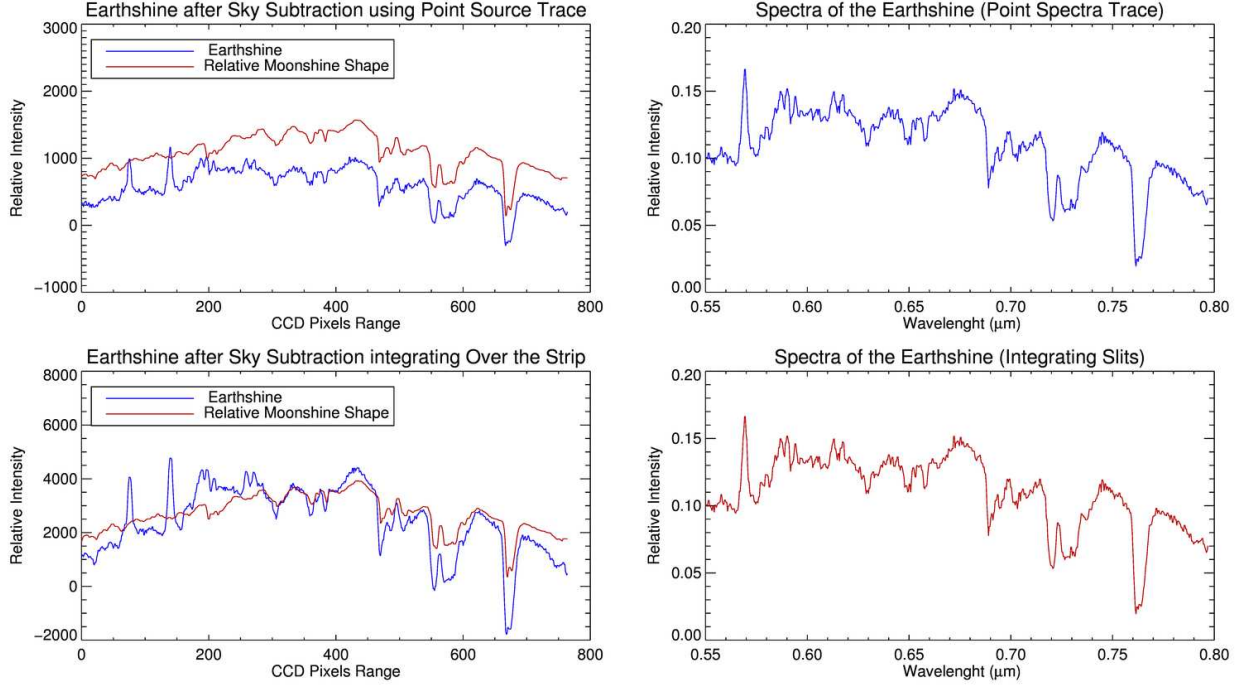 Earthshine after Sky Subtraction using Point Source Trace
3000
2000
1000
0
−1000
Relative Intensity
Earthshine
Relative Moonshine Shape
0 200 400 600 800
CCD Pixels Range
Spectra of the Earthshine (Point Spectra Trace)
0.20
0.15
0.10
0.05
0.00
Relative Intensity
0.55 0.60 0.65 0.70 0.75 0.80
Wavelenght (μm)
Earthshine after Sky Subtraction integrating Over the Strip
8000
6000
4000
2000
0
−2000
Relative Intensity
Earthshine
Relative Moonshine Shape
0 200 400 600 800
CCD Pixels Range
Spectra of the Earthshine (Integrating Slits)
0.20
0.15
0.10
0.05
0.00
Relative Intensity
0.55 0.60 0.65 0.70 0.75 0.80
Wavelenght (μm)